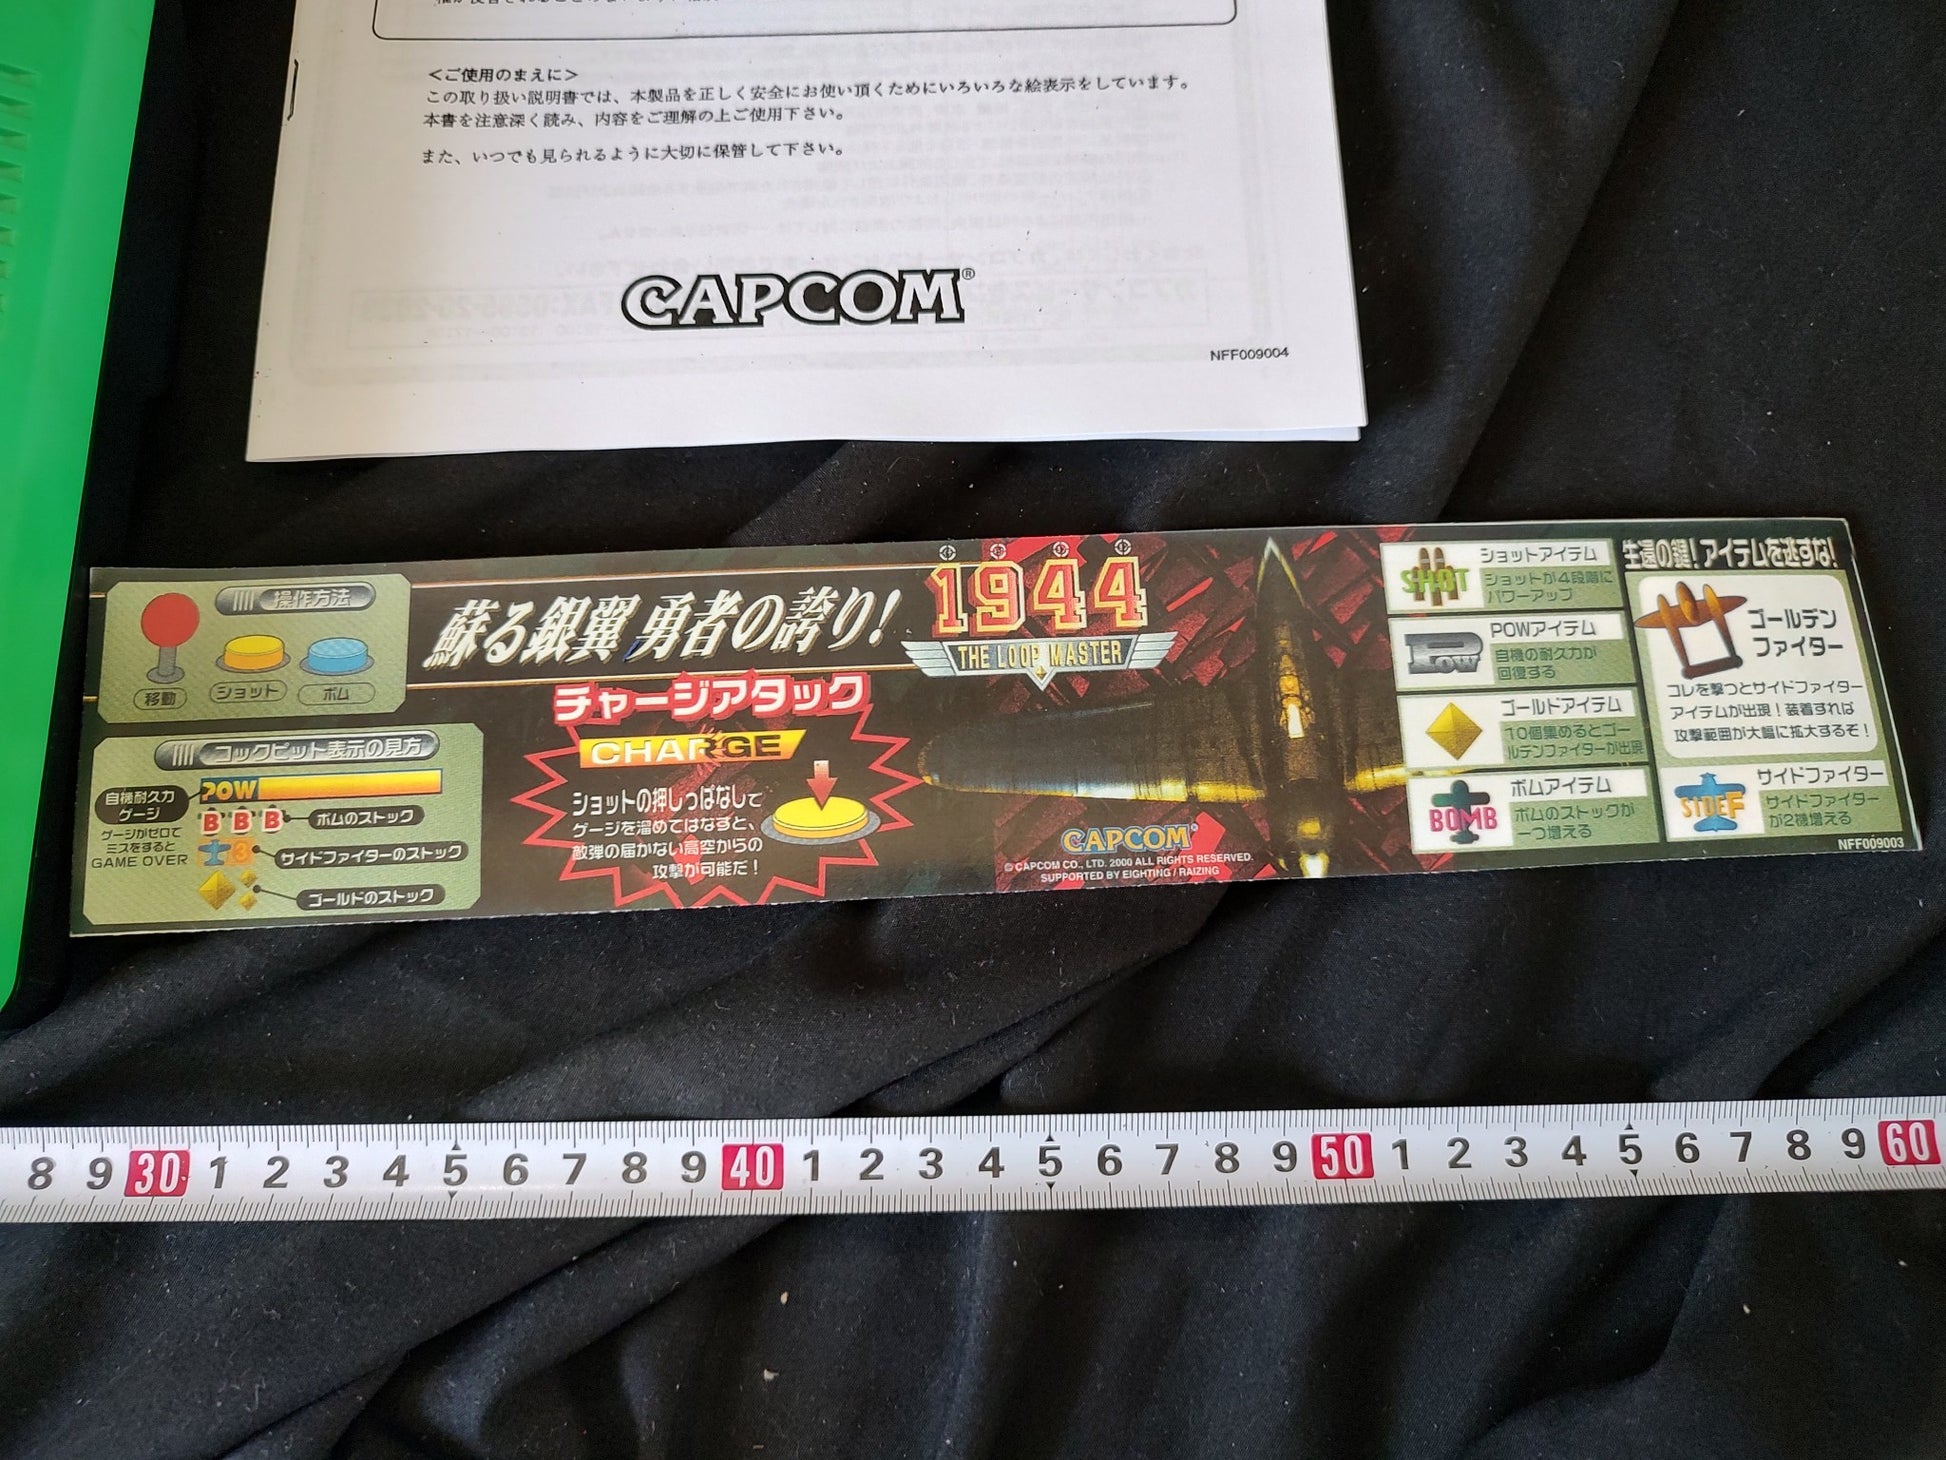 ＜ご使用のまえに＞
この取り扱い説明書では、本製品を正しく安全にお使い頂くためにいろいろな絵表示をしています。
本書を注意深く読み、内容をご理解の上ご使用下さい。
また、いつでも見られるように大切に保管して下さい。
CAPCOM®
NFF009004
操作方法
移動
ショット
ボム
コックピット表示の見方
自機耐久力
ゲージ
POW
ゲージがゼロで
ミスをすると
GAME OVER
B B B
ボムのストック
3
サイドファイターのストック
ゴールドのストック
蘇る銀翼 勇者の誇り!
1944
THE LOOP MASTER
チャージアタック
CHARGE
ショットの押しっぱなしで
ゲージを溜めてはなすと、
敵弾の届かない高空からの
攻撃が可能だ!
CAPCOM®
© CAPCOM CO., LTD. 2000 ALL RIGHTS RESERVED.
SUPPORTED BY EIGHTING / RAIZING
SHOT
ショットアイテム
ショットが4段階に
パワーアップ
POW
POWアイテム
自機の耐久力が
回復する
ゴールドアイテム
10個集めるとゴー
ルデンファイターが出現
BOMB
ボムアイテム
ボムのストックが
一つ増える
生還の鍵!アイテムを逃すな!
ゴールデン
ファイター
コレを撃つとサイドファイター
アイテムが出現!装着すれば
攻撃範囲が大幅に拡大するぞ!
SIDEF
サイドファイター
サイドファイター
が2機増える
NFF009003
8 9 30 1 2 3 4 5 6 7 8 9 40 1 2 3 4 5 6 7 8 9 50 1 2 3 4 5 6 7 8 9 60